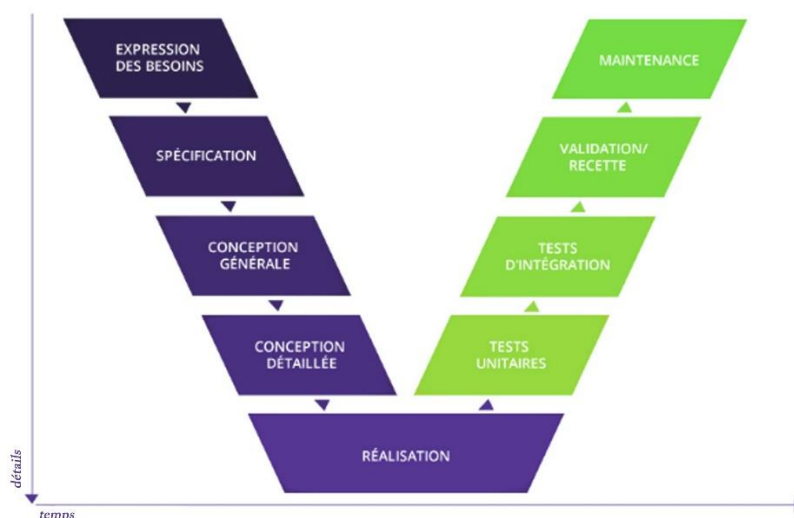 EXPRESSION
DES BESOINS
SPÉCIFICATION
CONCEPTION
GÉNÉRALE
CONCEPTION
DÉTAILLÉE
RÉALISATION
TESTS
UNITAIRES
TESTS
D'INTÉGRATION
VALIDATION/
RECETTE
MAINTENANCE
détails
temps